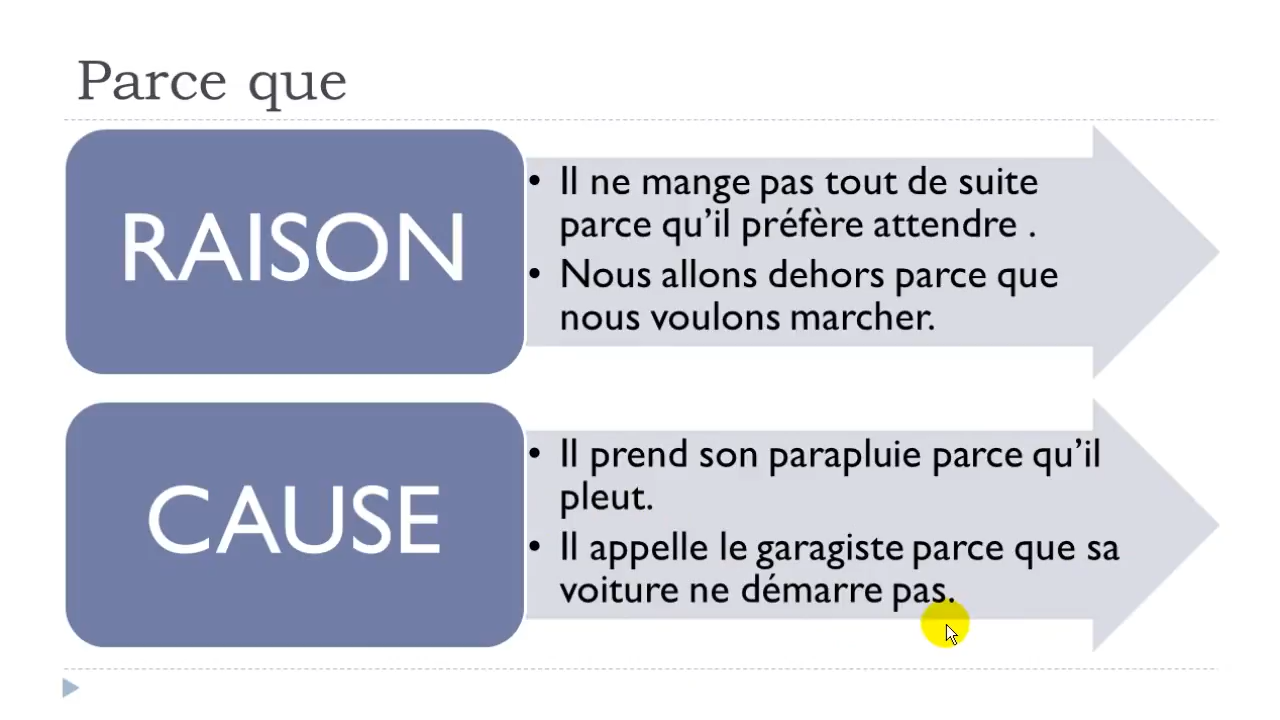 Parce que
RAISON
• Il ne mange pas tout de suite
parce qu’il préfère attendre .
• Nous allons dehors parce que
nous voulons marcher.
CAUSE
• Il prend son parapluie parce qu’il
pleut.
• Il appelle le garagiste parce que sa
voiture ne démarre pas.